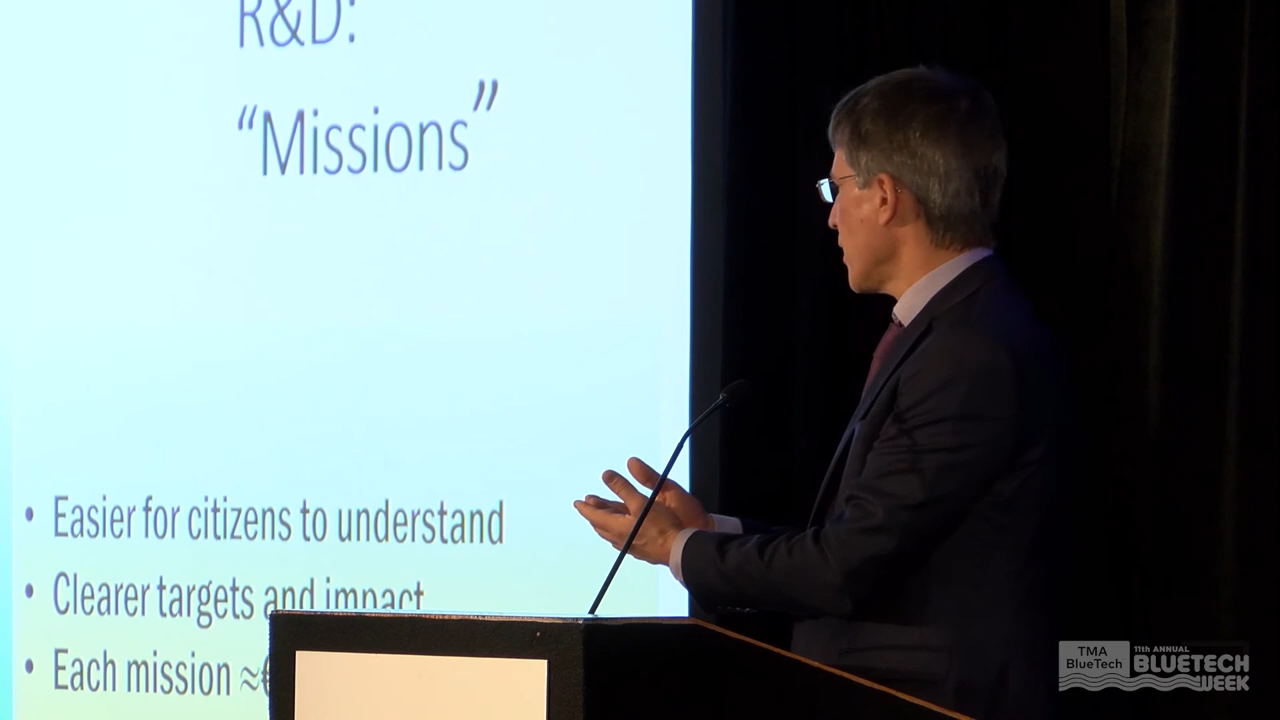 R&D:
“Missions”
• Easier for citizens to understand
• Clearer targets and impact
• Each mission ≈€
TMA
BlueTech
11th ANNUAL
BLUETECH
WEEK